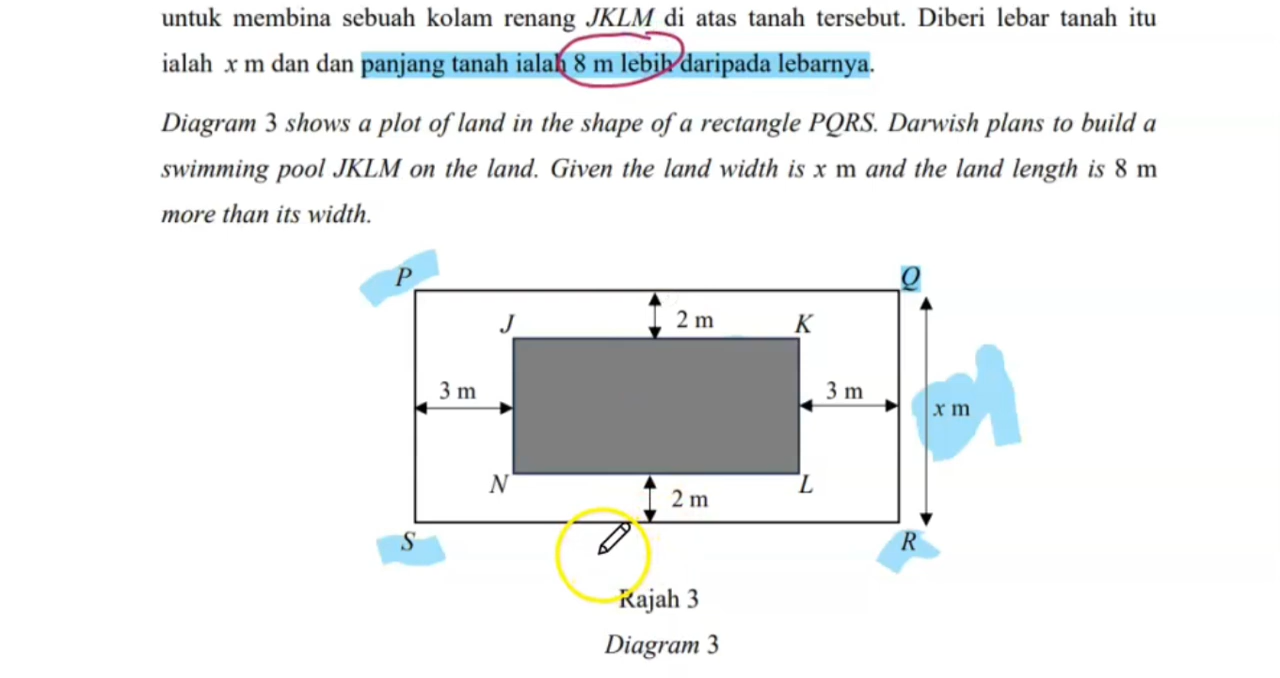 untuk membina sebuah kolam renang JKLM di atas tanah tersebut. Diberi lebar tanah itu
ialah x m dan dan panjang tanah ialah 8 m lebih daripada lebarnya.
Diagram 3 shows a plot of land in the shape of a rectangle PQRS. Darwish plans to build a
swimming pool JKLM on the land. Given the land width is x m and the land length is 8 m
more than its width.
P
Q
J
2 m
K
3 m
3 m
x m
N
2 m
L
S
R
Rajah 3
Diagram 3